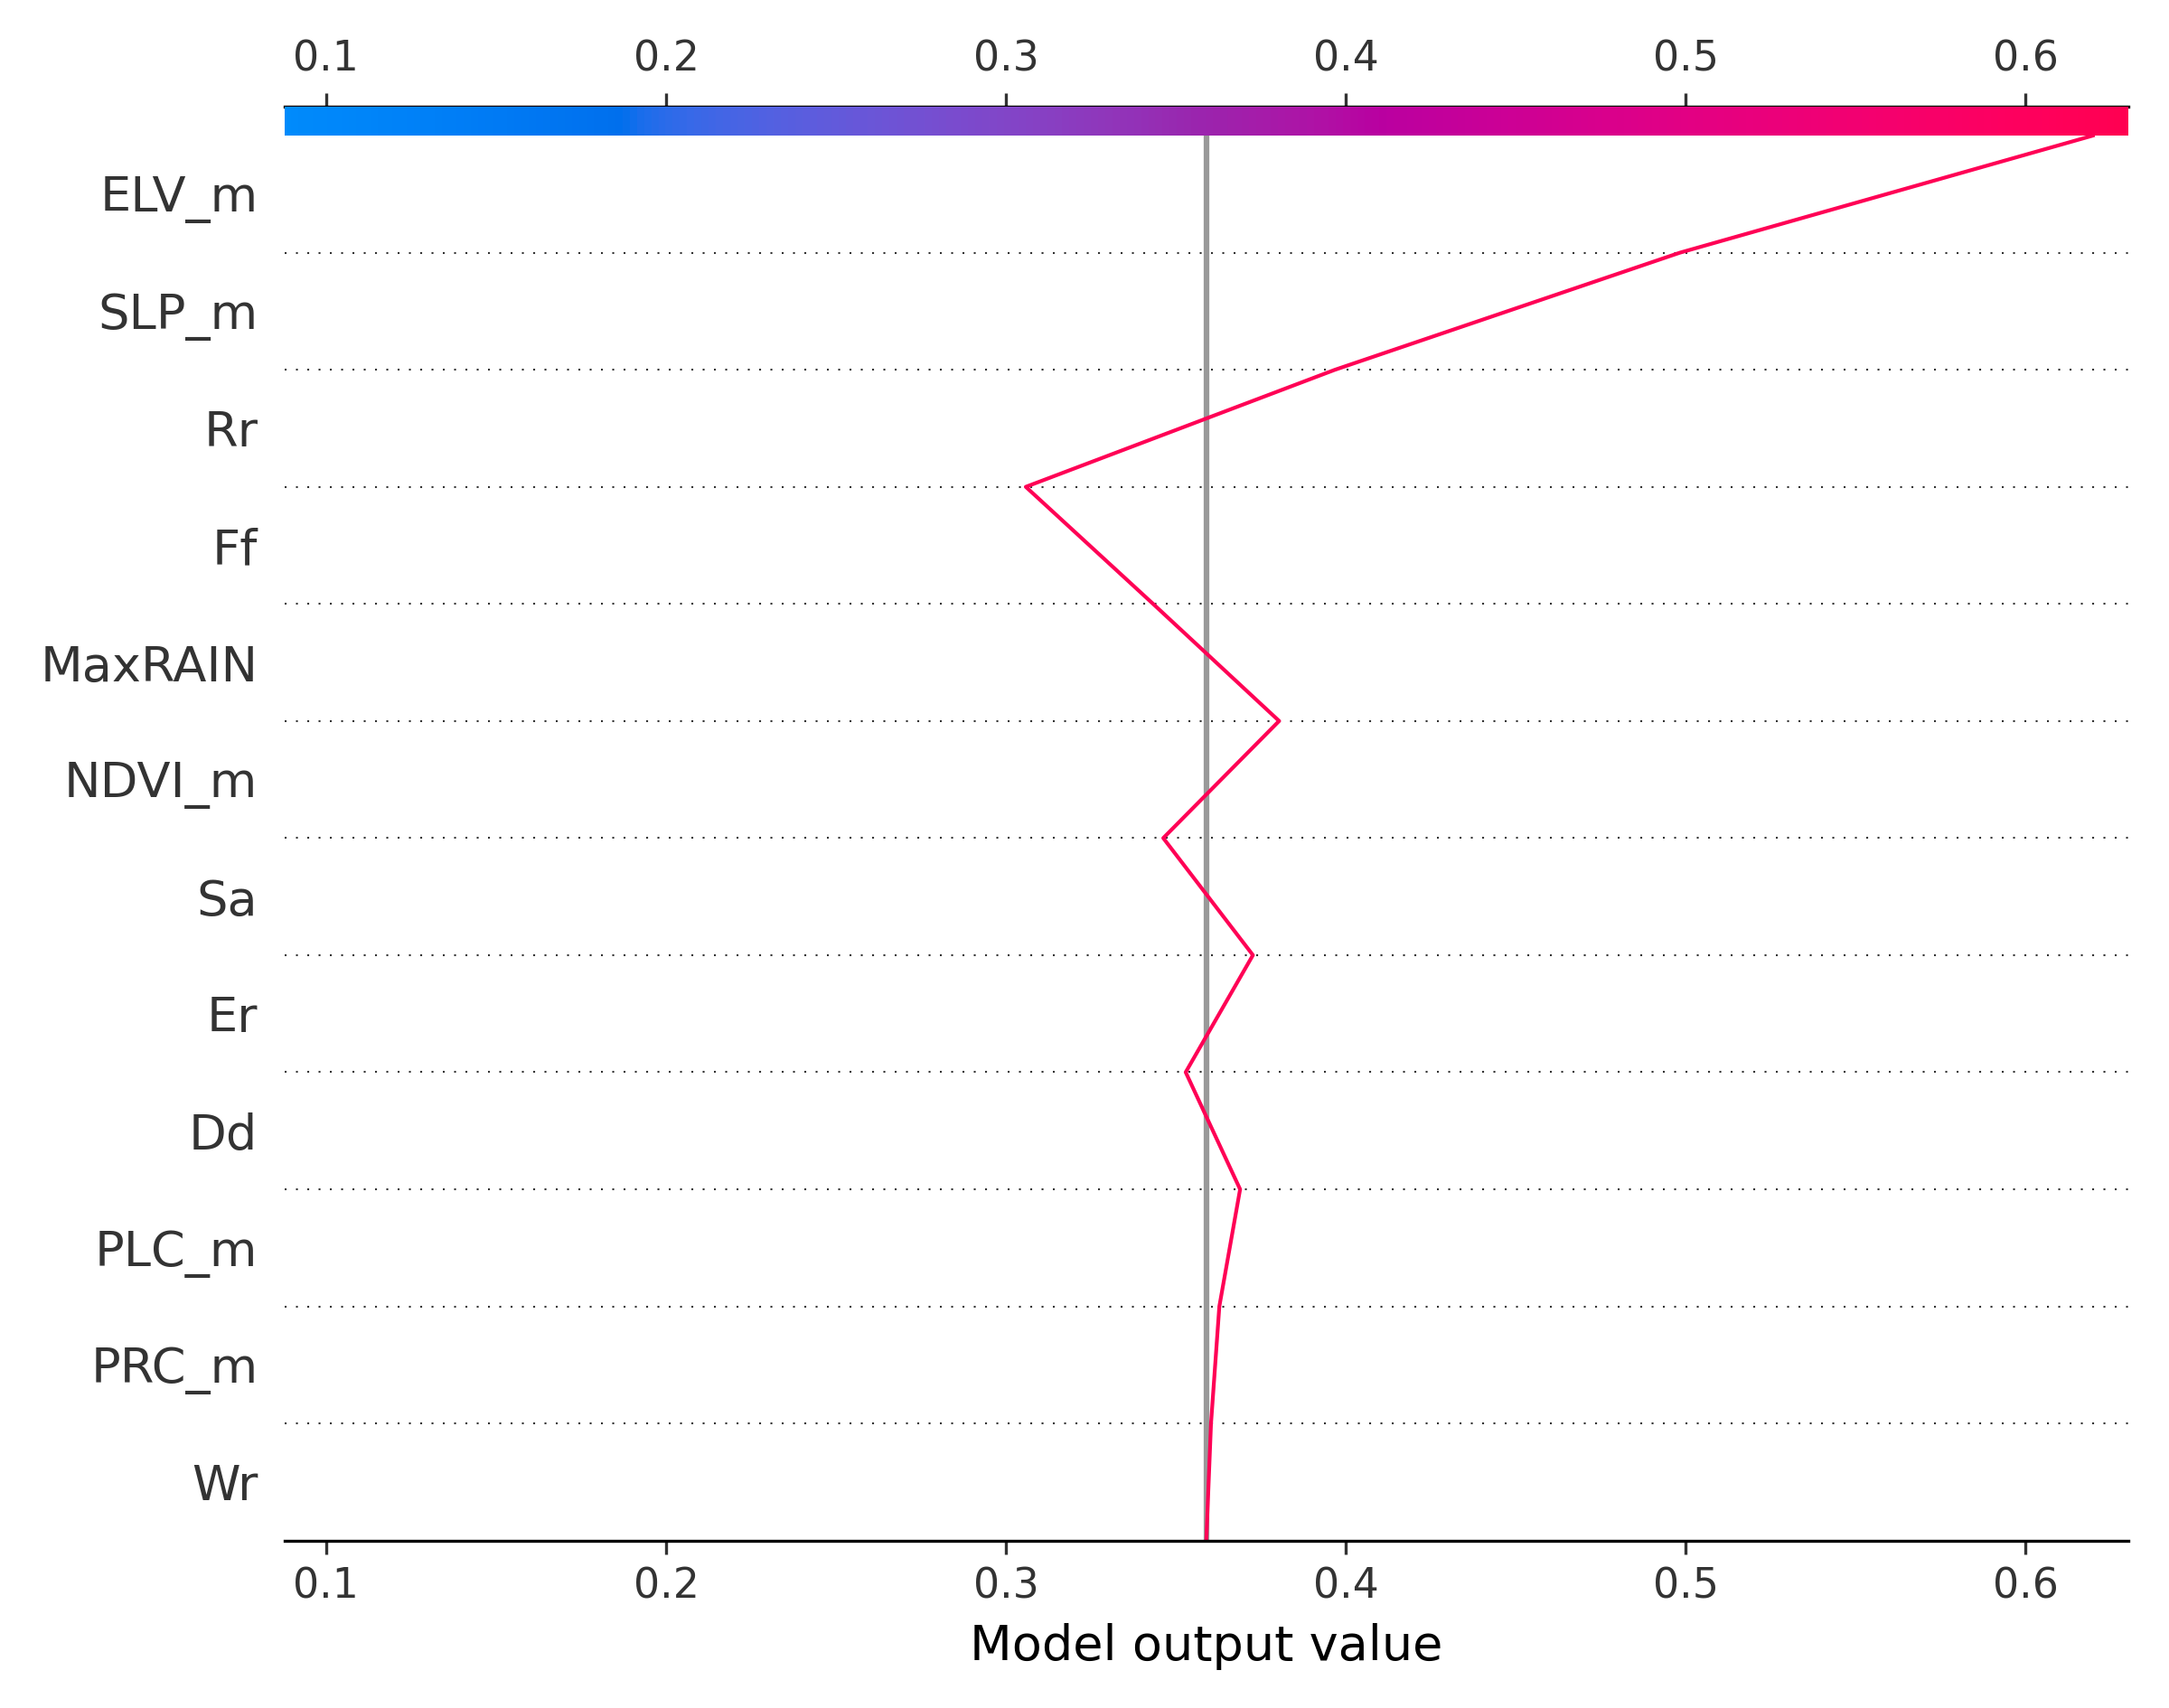 0.1 0.2 0.3 0.4 0.5 0.6
ELV_m
SLP_m
Rr
Ff
MaxRAIN
NDVI_m
Sa
Er
Dd
PLC_m
PRC_m
Wr
0.1 0.2 0.3 0.4 0.5 0.6
Model output value